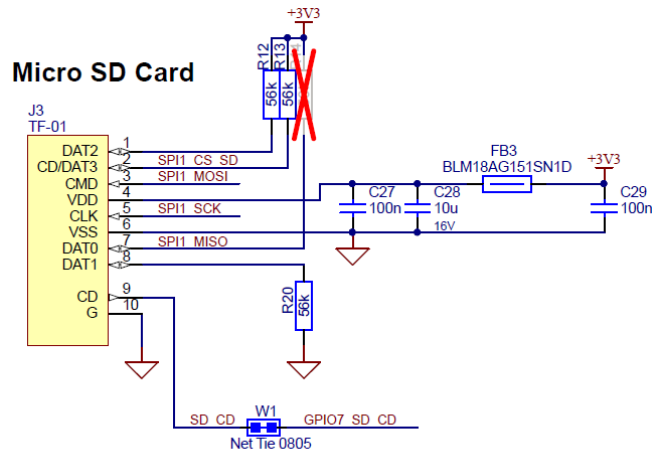 +3V3
R12
R13
56k
56k
Micro SD Card
J3
TF-01
DAT2 1
CD/DAT3 2 SPI1_CS_SD
CMD 3 SPI1_MOSI
VDD 4
CLK 5 SPI1_SCK
VSS 6
DAT0 7 SPI1_MISO
DAT1 8
CD 9
G 10
FB3
BLM18AG151SN1D
+3V3
C27
100n
C28
10u
16V
C29
100n
R20
56k
SD_CD
W1
GPIO7_SD_CD
Net Tie 0805